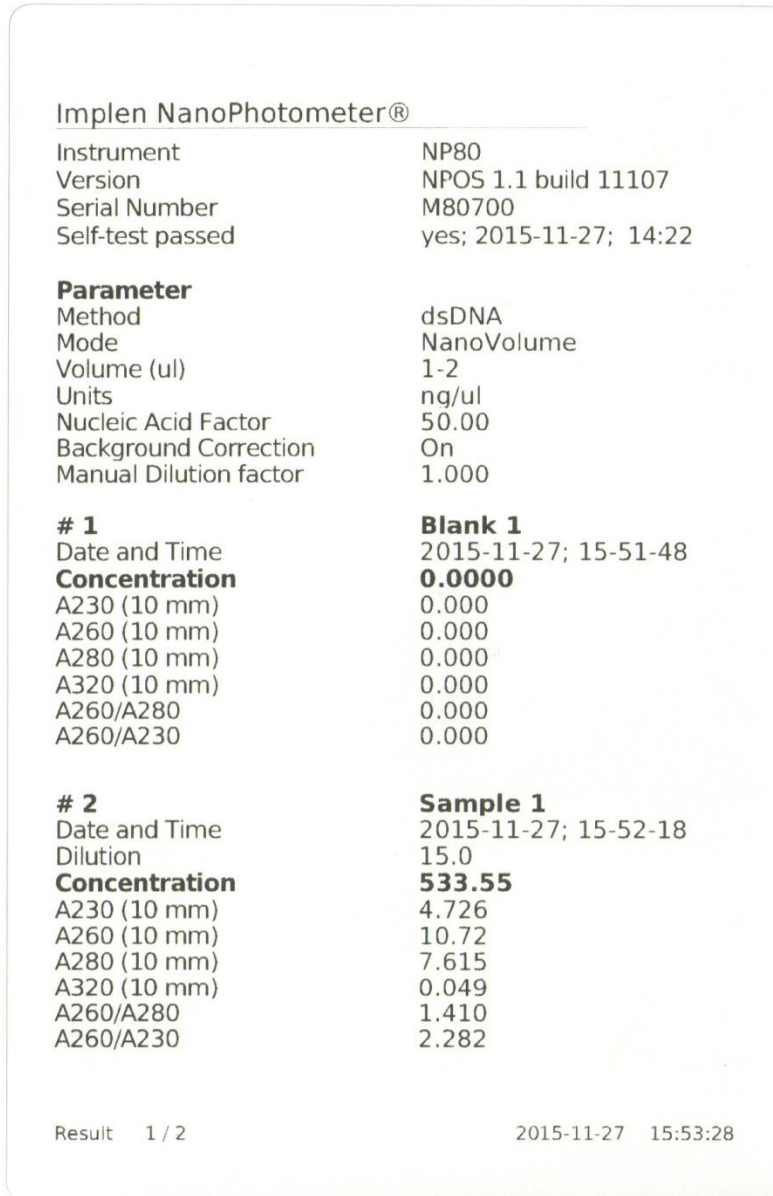 Implen NanoPhotometer®
Instrument NP80
Version NPOS 1.1 build 11107
Serial Number M80700
Self-test passed yes; 2015-11-27; 14:22
Parameter
Method dsDNA
Mode NanoVolume
Volume (ul) 1-2
Units ng/ul
Nucleic Acid Factor 50.00
Background Correction On
Manual Dilution factor 1.000
# 1 Blank 1
Date and Time 2015-11-27; 15-51-48
Concentration 0.0000
A230 (10 mm) 0.000
A260 (10 mm) 0.000
A280 (10 mm) 0.000
A320 (10 mm) 0.000
A260/A280 0.000
A260/A230 0.000
# 2 Sample 1
Date and Time 2015-11-27; 15-52-18
Dilution 15.0
Concentration 533.55
A230 (10 mm) 4.726
A260 (10 mm) 10.72
A280 (10 mm) 7.615
A320 (10 mm) 0.049
A260/A280 1.410
A260/A230 2.282
Result 1 / 2 2015-11-27 15:53:28